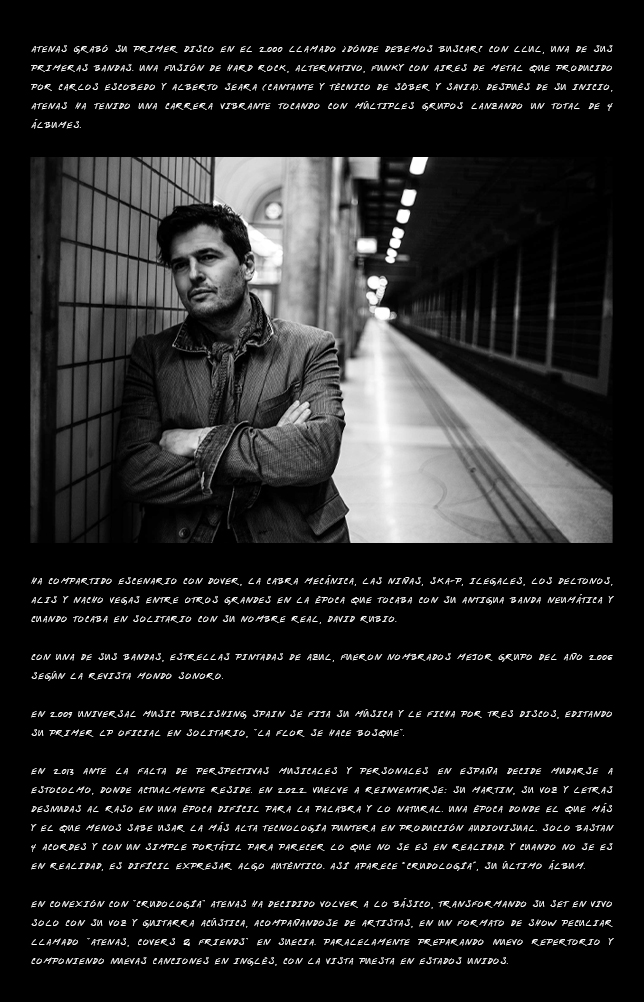 ATENAS GRABÓ SU PRIMER DISCO EN EL 2.000 LLAMADO ¿DÓNDE DEBEMOS BUSCAR? CON LLUL, UNA DE SUS
PRIMERAS BANDAS. UNA FUSIÓN DE HARD ROCK, ALTERNATIVO, FUNKY CON AIRES DE METAL QUE PRODUCIDO
POR CARLOS ESCOBEDO Y ALBERTO SEARA (CANTANTE Y TÉCNICO DE SÔBER Y SAVIA). DESPUÉS DE SU INICIO,
ATENAS HA TENIDO UNA CARRERA VIBRANTE TOCANDO CON MÚLTIPLES GRUPOS LANZANDO UN TOTAL DE 4
ÁLBUMES.
HA COMPARTIDO ESCENARIO CON DOVER, LA CABRA MECÁNICA, LAS NIÑAS, SKA-P, ILEGALES, LOS DELTONOS,
ALIS Y NACHO VEGAS ENTRE OTROS GRANDES EN LA ÉPOCA QUE TOCABA CON SU ANTIGUA BANDA NEUMÁTICA Y
CUANDO TOCABA EN SOLITARIO CON SU NOMBRE REAL, DAVID RUBIO.
CON UNA DE SUS BANDAS, ESTRELLAS PINTADAS DE AZUL, FUERON NOMBRADOS MEJOR GRUPO DEL AÑO 2006
SEGÚN LA REVISTA MONDO SONORO.
EN 2.009 UNIVERSAL MUSIC PUBLISHING SPAIN SE FIJA SU MÚSICA Y LE FICHA POR TRES DISCOS, EDITANDO
SU PRIMER LP OFICIAL EN SOLITARIO, "LA FLOR SE HACE BOSQUE".
EN 2.013 ANTE LA FALTA DE PERSPECTIVAS MUSICALES Y PERSONALES EN ESPAÑA DECIDE MUDARSE A
ESTOCOLMO, DONDE ACTUALMENTE RESIDE. EN 2.022 VUELVE A REINVENTARSE: SU MARTIN, SU VOZ Y LETRAS
DESNUDAS AL RASO EN UNA ÉPOCA DIFÍCIL PARA LA PALABRA Y LO NATURAL. UNA ÉPOCA DONDE EL QUE MÁS
Y EL QUE MENOS SABE USAR LA MÁS ALTA TECNOLOGÍA PUNTERA EN PRODUCCIÓN AUDIOVISUAL. SOLO BASTAN
4 ACORDES Y CON UN SIMPLE PORTÁTIL PARA PARECER LO QUE NO SE ES EN REALIDAD. Y CUANDO NO SE ES
EN REALIDAD, ES DIFÍCIL EXPRESAR ALGO AUTÉNTICO. ASÍ APARECE "CRUDOLOGÍA", SU ÚLTIMO ÁLBUM.
EN CONEXIÓN CON "CRUDOLOGÍA" ATENAS HA DECIDIDO VOLVER A LO BÁSICO, TRANSFORMANDO SU SET EN VIVO
SOLO CON SU VOZ Y GUITARRA ACÚSTICA, ACOMPAÑANDOSE DE ARTISTAS, EN UN FORMATO DE SHOW PECULIAR
LLAMADO "ATENAS, COVERS & FRIENDS" EN SUECIA. PARALELAMENTE PREPARANDO NUEVO REPERTORIO Y
COMPONIENDO NUEVAS CANCIONES EN INGLÉS, CON LA VISTA PUESTA EN ESTADOS UNIDOS.